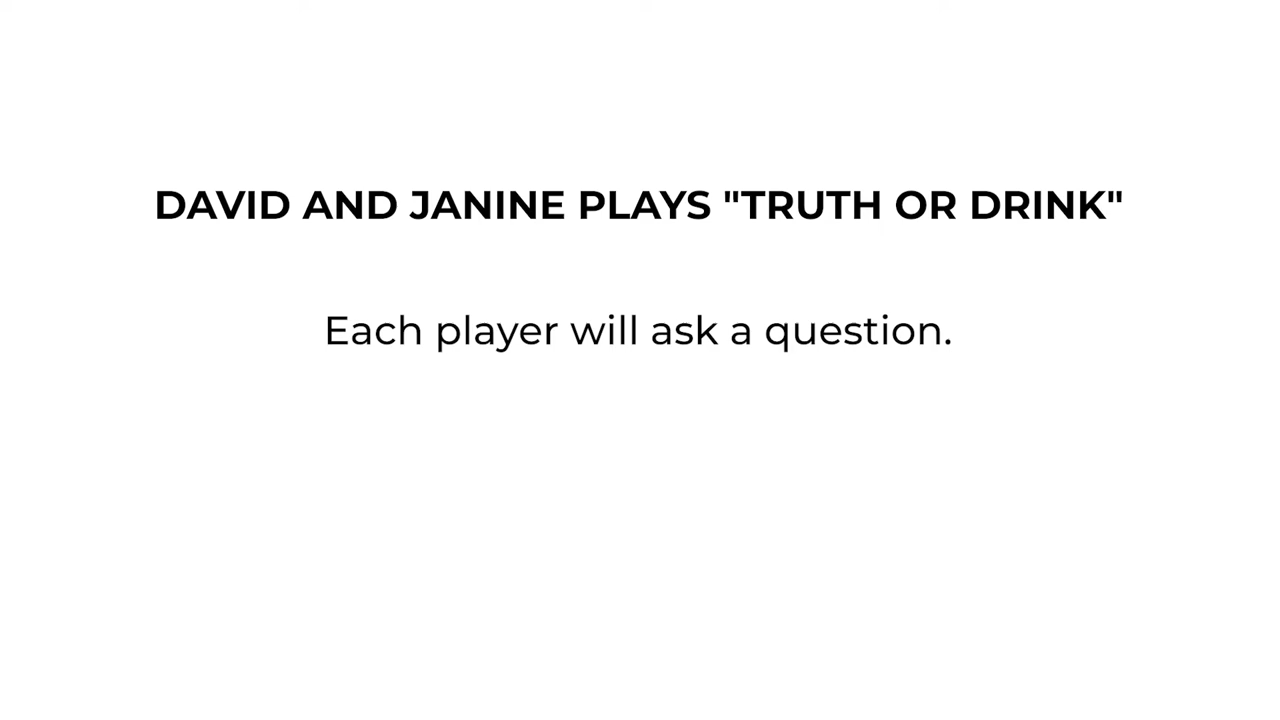 DAVID AND JANINE PLAYS "TRUTH OR DRINK"
Each player will ask a question.